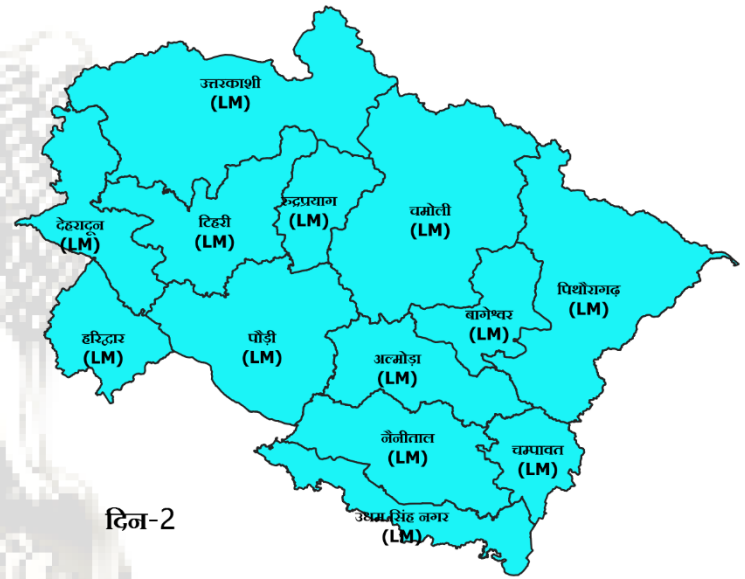 उत्तरकाशी
(LM)
देहरादून
(LM)
टिहरी
(LM)
रुद्रप्रयाग
(LM)
चमोली
(LM)
पिथौरागढ़
(LM)
बागेश्वर
(LM)
हरिद्वार
(LM)
पौड़ी
(LM)
अल्मोड़ा
(LM)
नैनीताल
(LM)
चम्पावत
(LM)
उधम सिंह नगर
(LM)
दिन-2